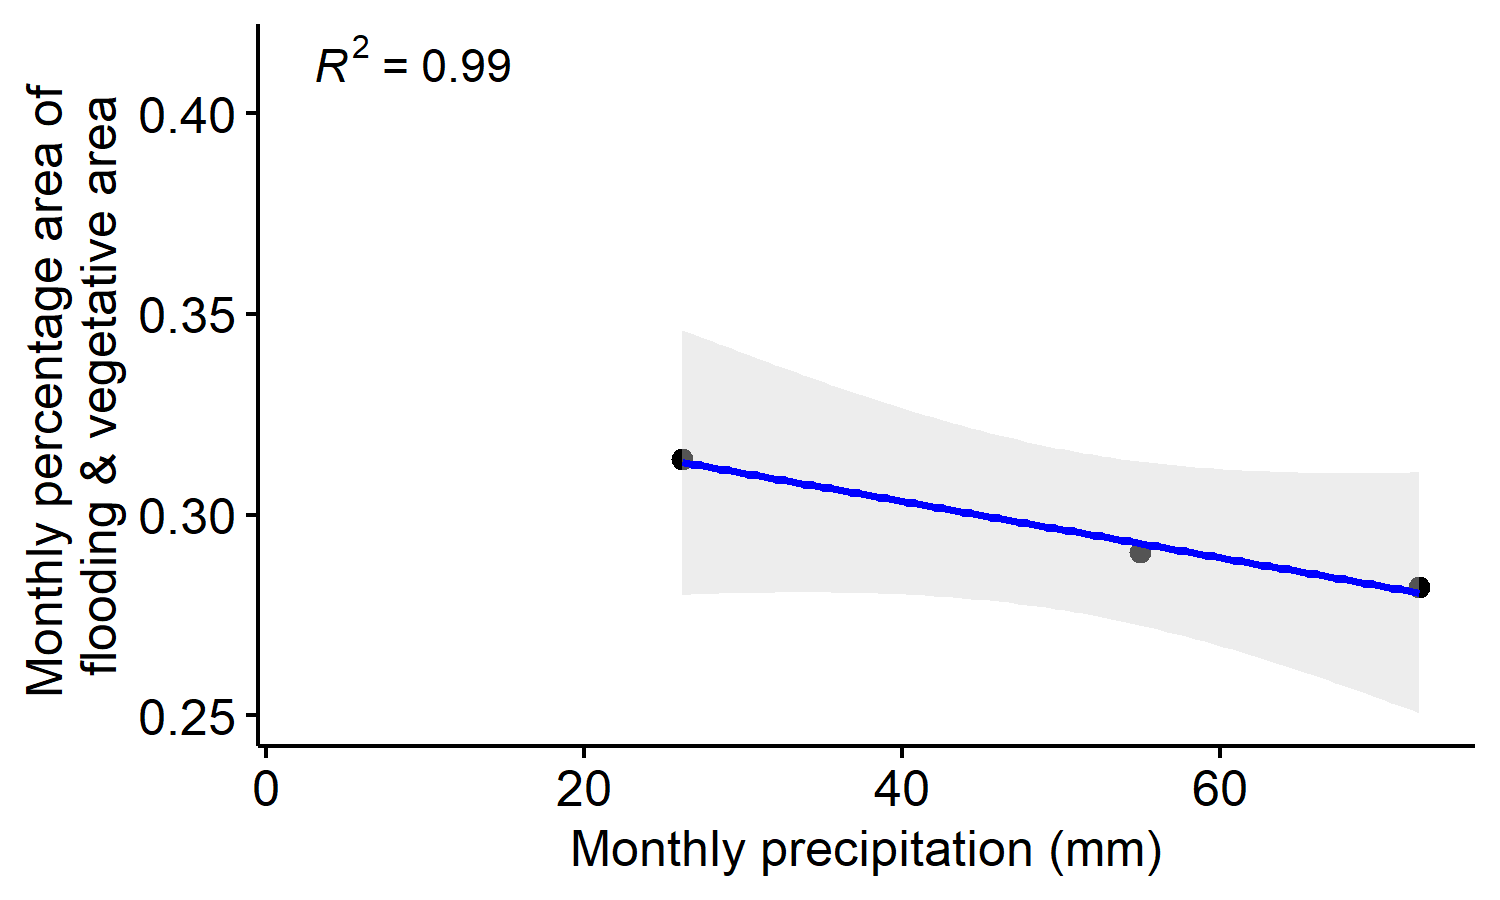 R² = 0.99
Monthly percentage area of
flooding & vegetative area
0.40
0.35
0.30
0.25
0
20
40
60
Monthly precipitation (mm)